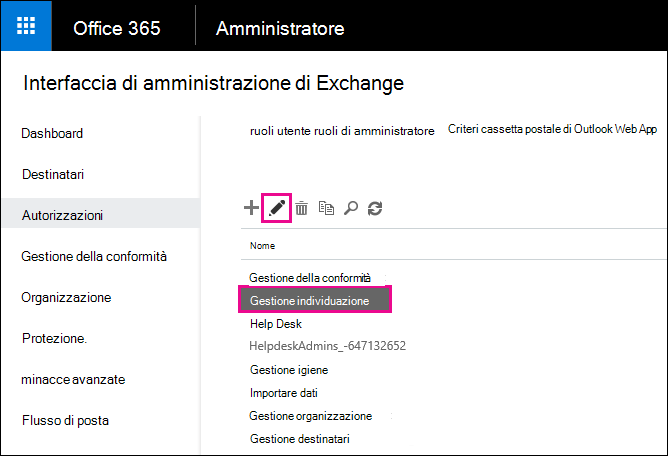 Office 365 Amministratore
Interfaccia di amministrazione di Exchange
Dashboard
Destinatari
Autorizzazioni
Gestione della conformità
Organizzazione
Protezione.
minacce avanzate
Flusso di posta
ruoli utente ruoli di amministratore Criteri cassetta postale di Outlook Web App
Nome
Gestione della conformità
Gestione individuazione
Help Desk
HelpdeskAdmins_-647132652
Gestione igiene
Importare dati
Gestione organizzazione
Gestione destinatari